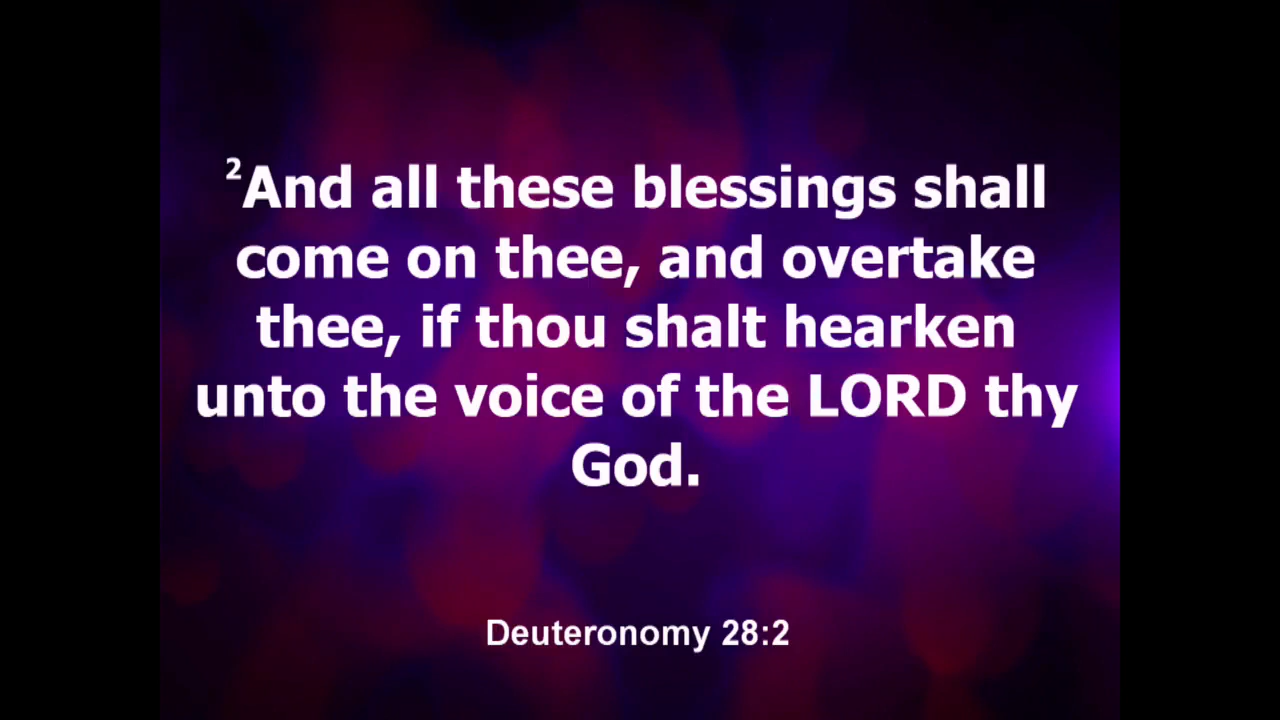 ²And all these blessings shall
come on thee, and overtake
thee, if thou shalt hearken
unto the voice of the LORD thy
God.
Deuteronomy 28:2